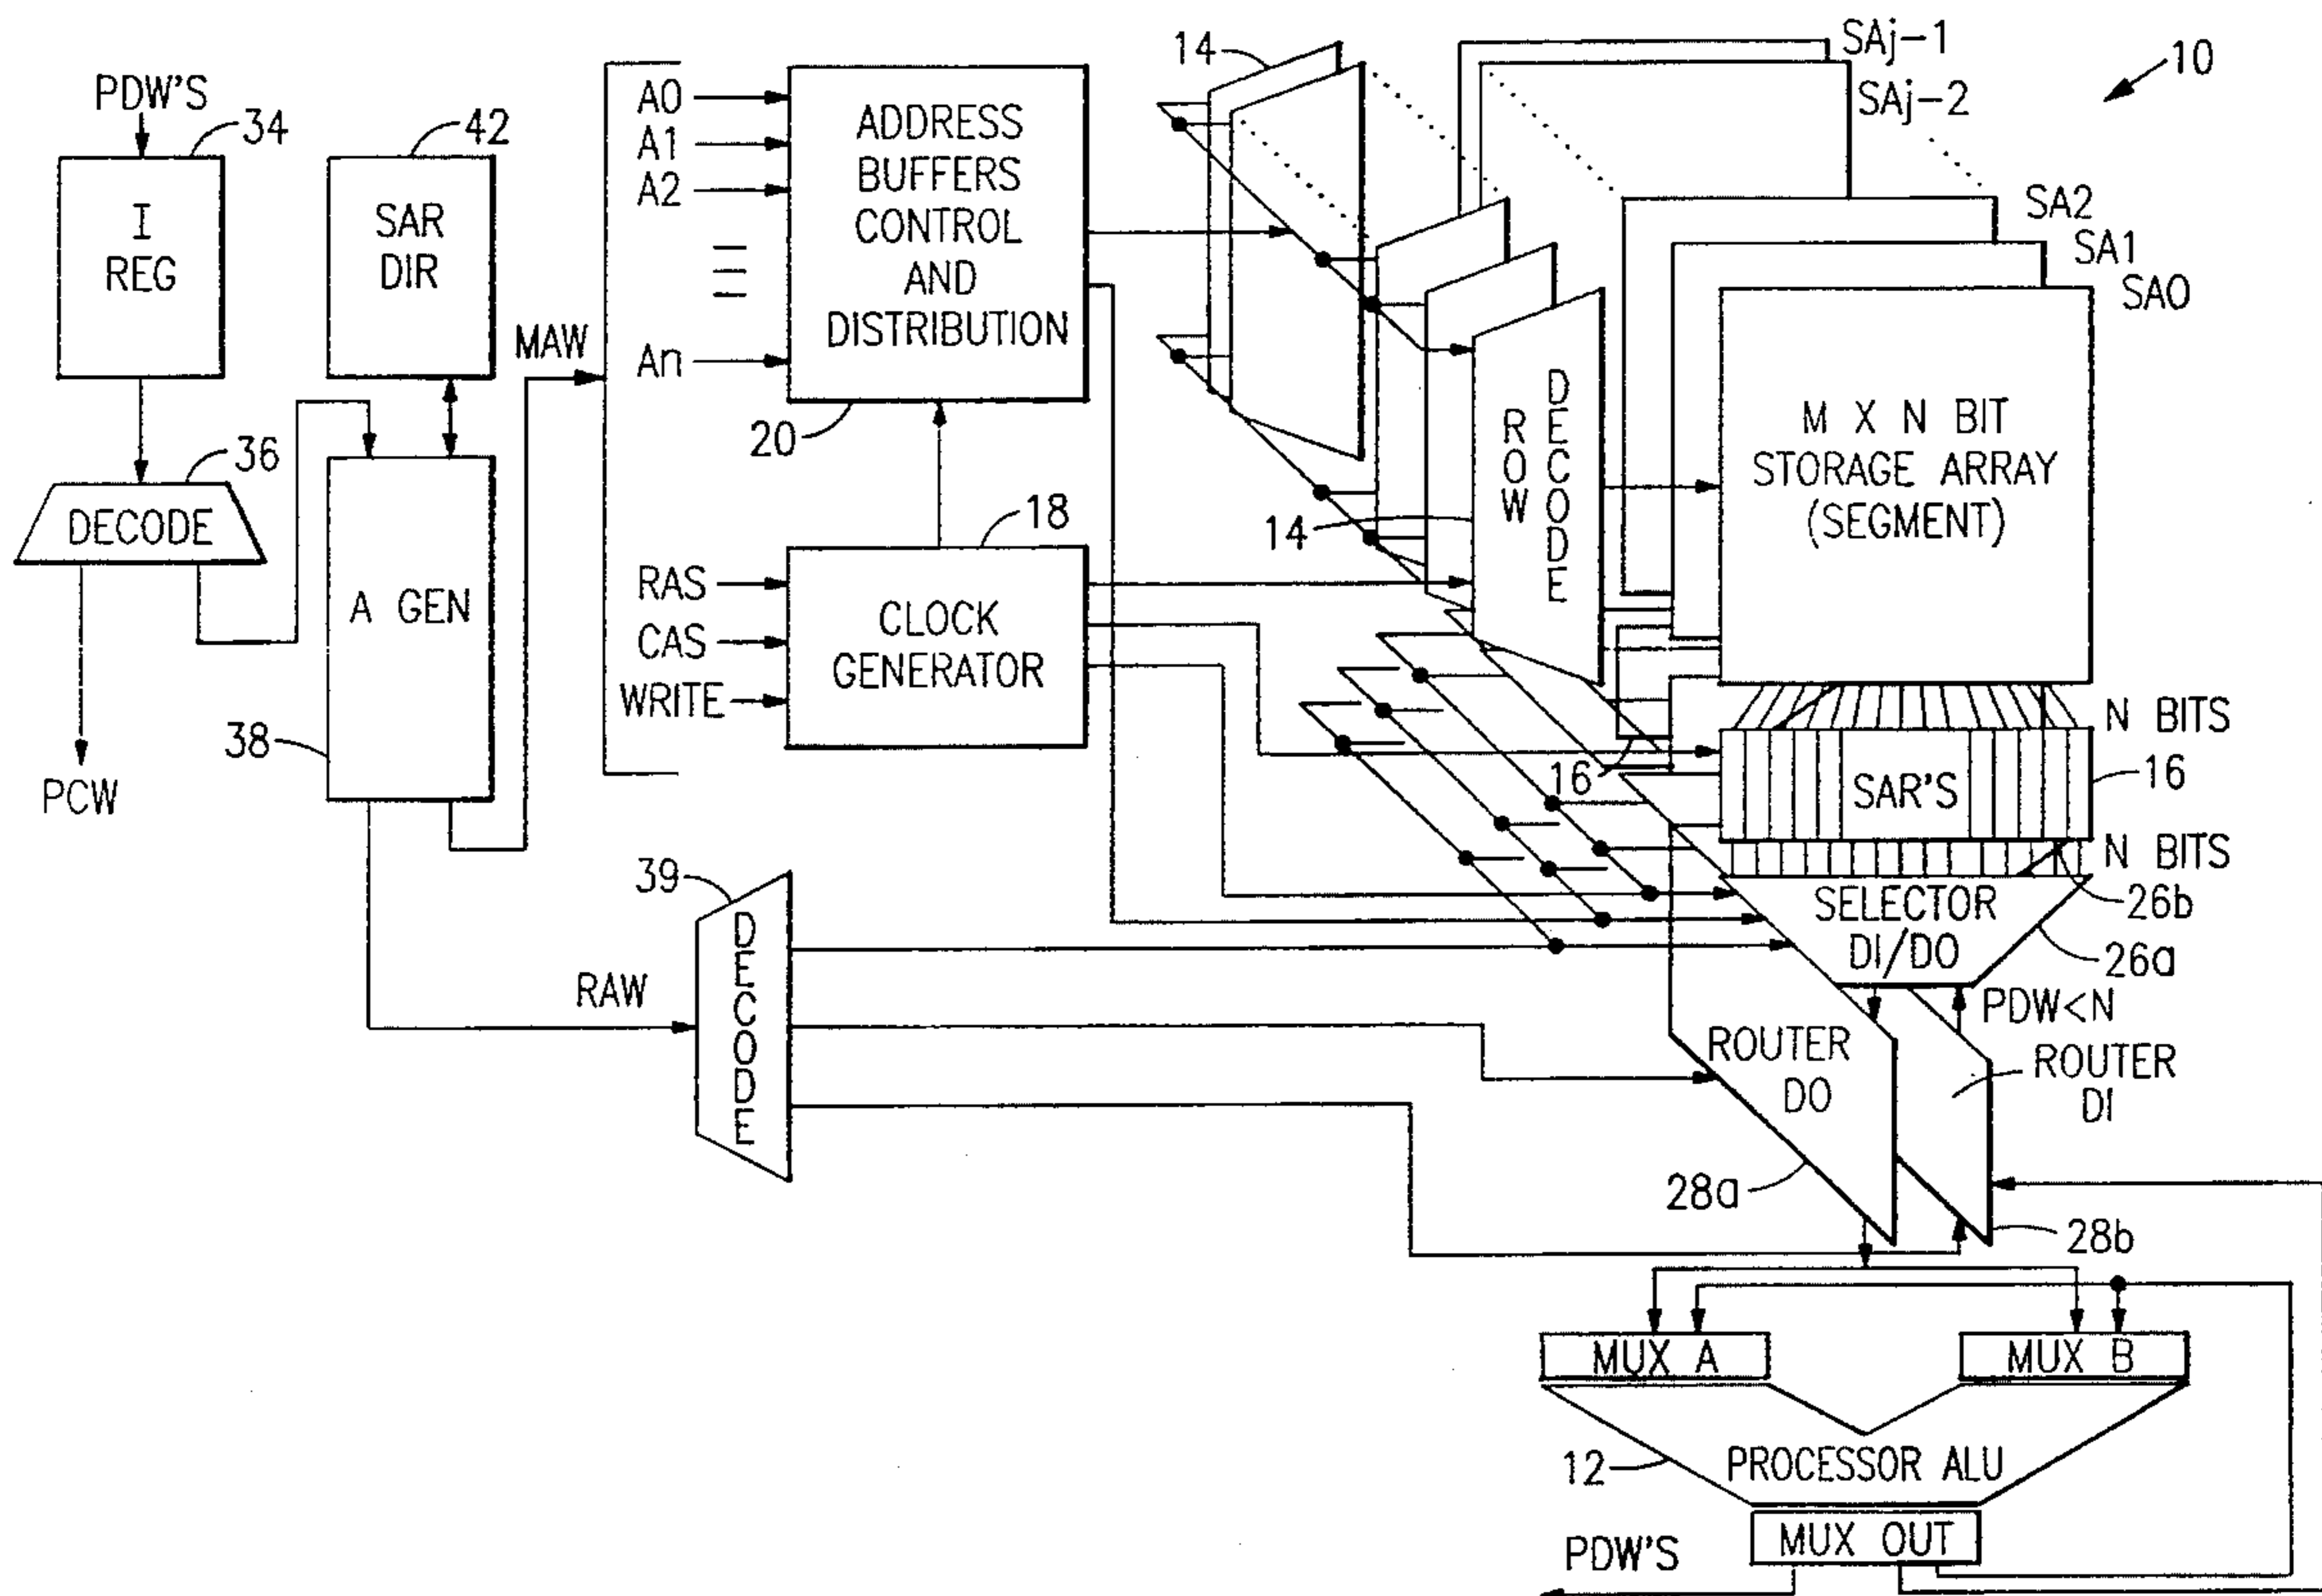 PDW'S
34
I
REG
36
DECODE
PCW
42
SAR
DIR
A GEN
38
MAW
A0
A1
A2
An
ADDRESS
BUFFERS
CONTROL
AND
DISTRIBUTION
20
RAS
CAS
WRITE
18
CLOCK
GENERATOR
39
DECODE
RAW
14
14
ROW
DECODE
SAj-1
SAj-2
SA2
SA1
SA0
10
M X N BIT
STORAGE ARRAY
(SEGMENT)
N BITS
16
SAR'S
16
N BITS
SELECTOR
DI/DO
26b
26a
PDW<N
ROUTER
DO
ROUTER
DI
28a
28b
MUX A
MUX B
12
PROCESSOR ALU
MUX OUT
PDW'S